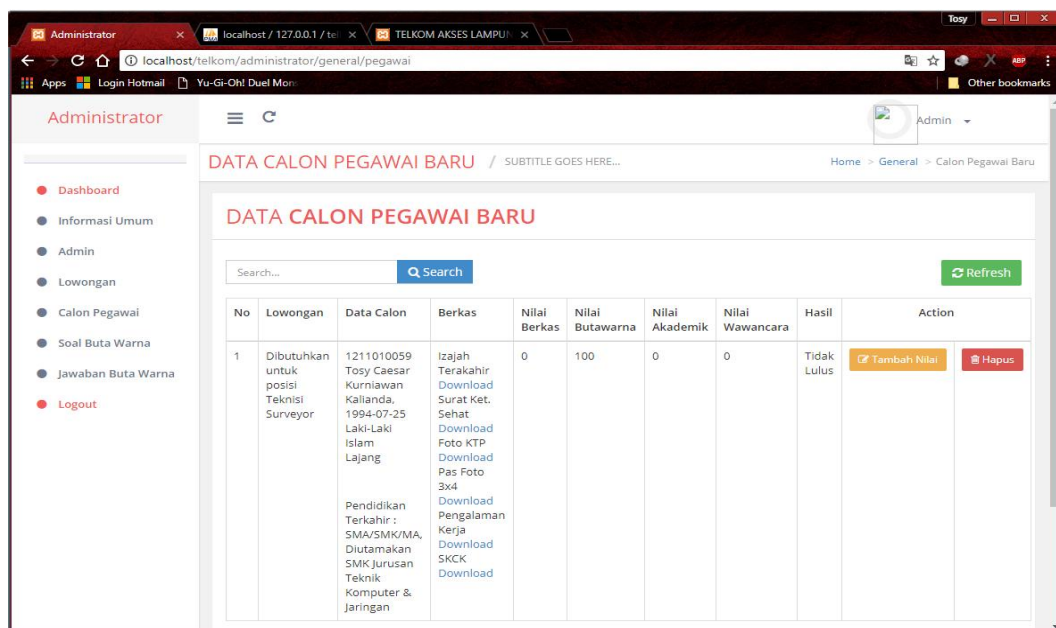 Tosy
Administrator
localhost / 127.0.0.1 / tel
TELKOM AKSES LAMPUN
localhost/telkom/administrator/general/pegawai
ABP
Apps
Login Hotmail
Yu-Gi-Oh! Duel Mons
Other bookmarks
Administrator
Admin
DATA CALON PEGAWAI BARU / SUBTITLE GOES HERE...
Home > General > Calon Pegawai Baru
Dashboard
Informasi Umum
Admin
Lowongan
Calon Pegawai
Soal Buta Warna
Jawaban Buta Warna
Logout
DATA CALON PEGAWAI BARU
Search...
Search
Refresh
No
Lowongan
Data Calon
Berkas
Nilai
Berkas
Nilai
Butawarna
Nilai
Akademik
Nilai
Wawancara
Hasil
Action
1
Dibutuhkan
untuk
posisi
Teknisi
Surveyor
1211010059
Tosy Caesar
Kurniawan
Kalianda,
1994-07-25
Laki-Laki
Islam
Lajang
Pendidikan
Terkahir :
SMA/SMK/MA,
Diutamakan
SMK Jurusan
Teknik
Komputer &
Jaringan
Izajah
Terakahir
Download
Surat Ket.
Sehat
Download
Foto KTP
Download
Pas Foto
3x4
Download
Pengalaman
Kerja
Download
SKCK
Download
0
100
0
0
Tidak
Lulus
Tambah Nilai
Hapus